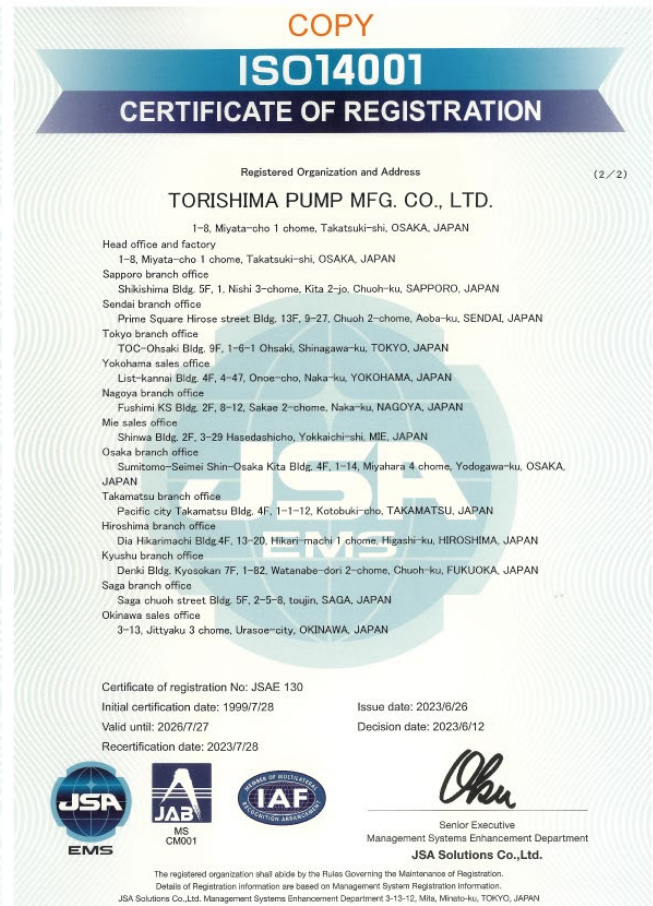 COPY
ISO14001
CERTIFICATE OF REGISTRATION
Registered Organization and Address
(2/2)
TORISHIMA PUMP MFG. CO., LTD.
1-8, Miyata-cho 1 chome, Takatsuki-shi, OSAKA, JAPAN
Head office and factory
1-8, Miyata-cho 1 chome, Takatsuki-shi, OSAKA, JAPAN
Sapporo branch office
Shikishima Bldg. 5F, 1, Nishi 3-chome, Kita 2-jo, Chuoh-ku, SAPPORO, JAPAN
Sendai branch office
Prime Square Hirose street Bldg. 13F, 9-27, Chuoh 2-chome, Aoba-ku, SENDAI, JAPAN
Tokyo branch office
TOC-Ohsaki Bldg. 9F, 1-6-1 Ohsaki, Shinagawa-ku, TOKYO, JAPAN
Yokohama sales office
List-kannai Bldg. 4F, 4-47, Onoe-cho, Naka-ku, YOKOHAMA, JAPAN
Nagoya branch office
Fushimi KS Bldg. 2F, 8-12, Sakae 2-chome, Naka-ku, NAGOYA, JAPAN
Mie sales office
Shinwa Bldg. 2F, 3-29 Hasedashicho, Yokkaichi-shi, MIE, JAPAN
Osaka branch office
Sumitomo-Seimei Shin-Osaka Kita Bldg. 4F, 1-14, Miyahara 4 chome, Yodogawa-ku, OSAKA,
JAPAN
Takamatsu branch office
Pacific city Takamatsu Bldg. 4F, 1-1-12, Kotobuki-cho, TAKAMATSU, JAPAN
Hiroshima branch office
Dia Hikarimachi Bldg.4F, 13-20, Hikari-machi 1 chome, Higashi-ku, HIROSHIMA, JAPAN
Kyushu branch office
Denki Bldg. Kyosokan 7F, 1-82, Watanabe-dori 2-chome, Chuoh-ku, FUKUOKA, JAPAN
Saga branch office
Saga chuoh street Bldg. 5F, 2-5-8, toujin, SAGA, JAPAN
Okinawa sales office
3-13, Jittyaku 3 chome, Urasoe-city, OKINAWA, JAPAN
JSA
EMS
Certificate of registration No: JSAE 130
Initial certification date: 1999/7/28
Issue date: 2023/6/26
Valid until: 2026/7/27
Decision date: 2023/6/12
Recertification date: 2023/7/28
JSA
EMS
JAB
MS
CM001
MEMBER OF MULTILATERAL
IAF
RECOGNITION ARRANGEMENT
Oku
Senior Executive
Management Systems Enhancement Department
JSA Solutions Co.,Ltd.
The registered organization shall abide by the Rules Governing the Maintenance of Registration.
Details of Registration information are based on Management System Registration Information.
JSA Solutions Co.,Ltd. Management Systems Enhancement Department 3-13-12, Mita, Minato-ku, TOKYO, JAPAN